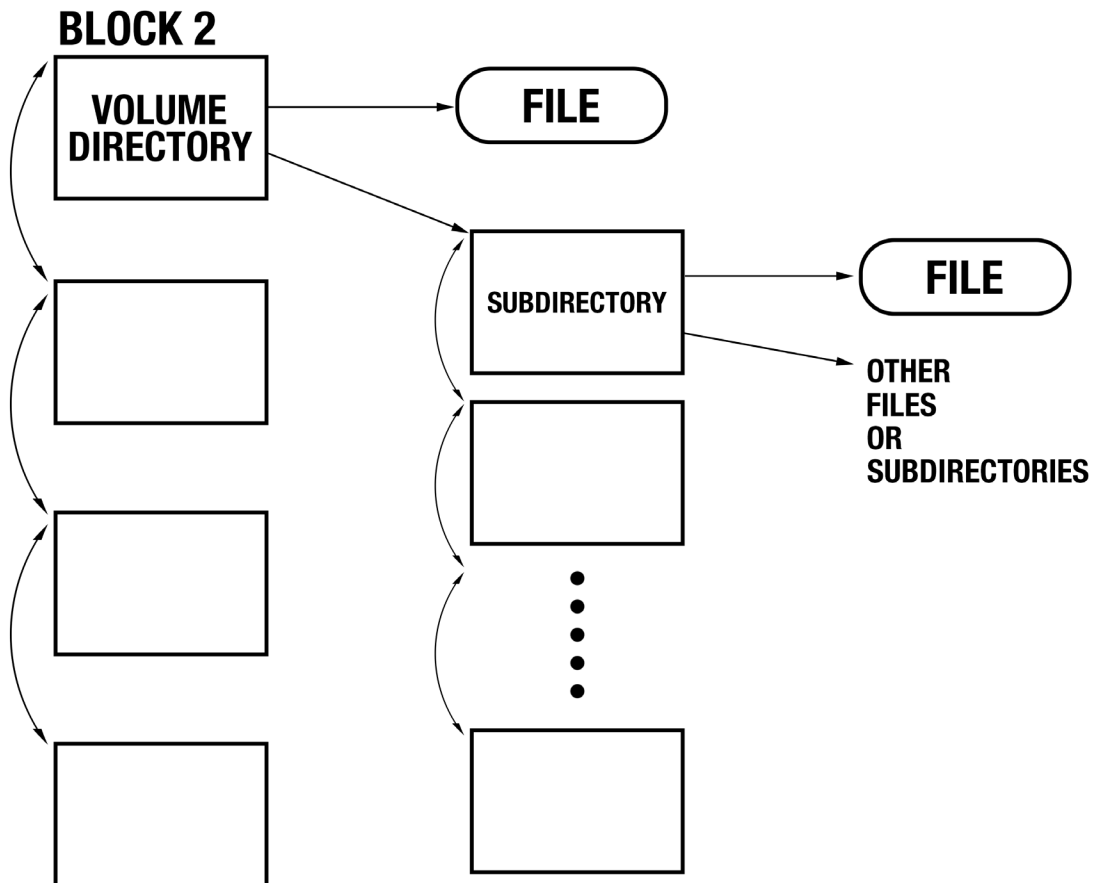 BLOCK 2
VOLUME
DIRECTORY
FILE
SUBDIRECTORY
FILE
OTHER
FILES
OR
SUBDIRECTORIES